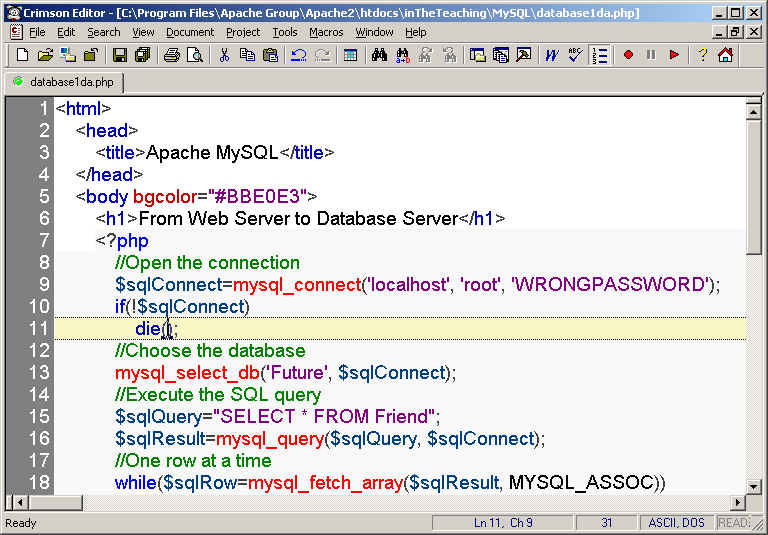 Crimson Editor - [C:\Program Files\Apache Group\Apache2\htdocs\inTheTeaching\MySQL\database1da.php]
File Edit Search View Document Project Tools Macros Window Help
database1da.php
1 <html>
2 <head>
3 <title>Apache MySQL</title>
4 </head>
5 <body bgcolor="#BBE0E3">
6 <h1>From Web Server to Database Server</h1>
7 <?php
8 //Open the connection
9 $sqlConnect=mysql_connect('localhost', 'root', 'WRONGPASSWORD');
10 if(!$sqlConnect)
11 die();
12 //Choose the database
13 mysql_select_db('Future', $sqlConnect);
14 //Execute the SQL query
15 $sqlQuery="SELECT * FROM Friend";
16 $sqlResult=mysql_query($sqlQuery, $sqlConnect);
17 //One row at a time
18 while($sqlRow=mysql_fetch_array($sqlResult, MYSQL_ASSOC))
Ready Ln 11, Ch 9 31 ASCII, DOS READ